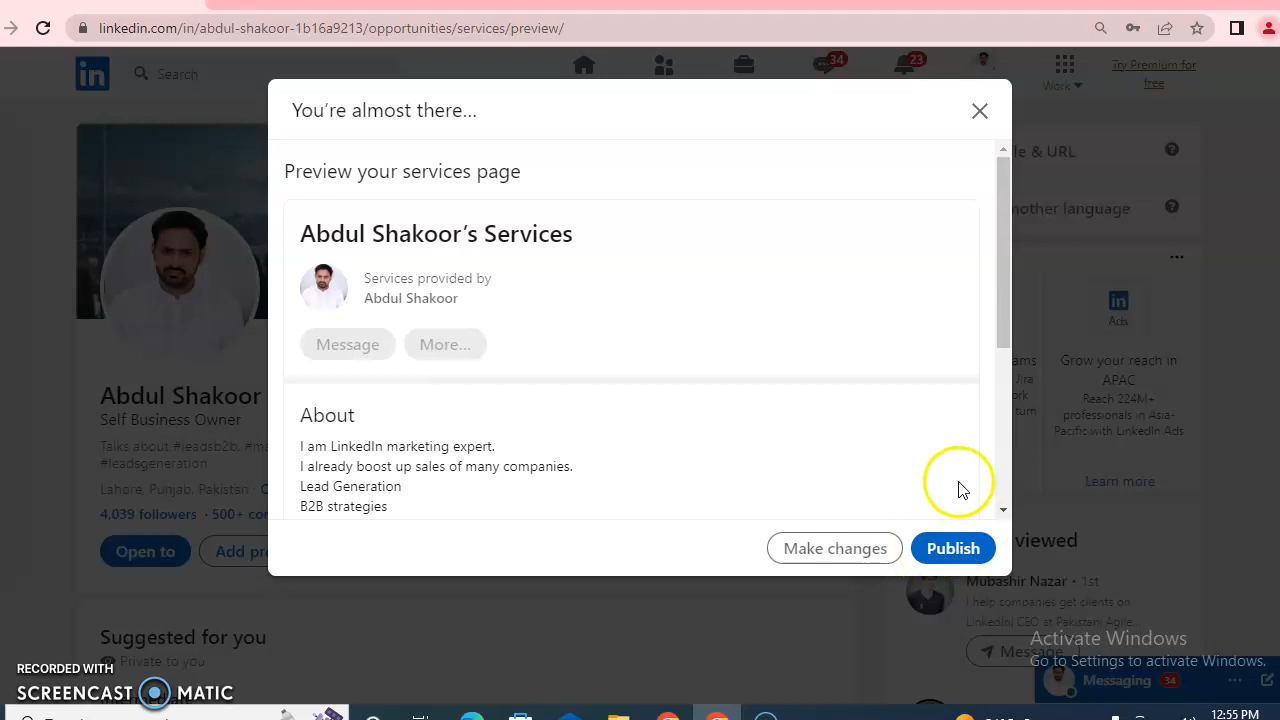 linkedin.com/in/abdul-shakoor-1b16a9213/opportunities/services/preview/
in
Search
34
23
Work
Try Premium for
free
You're almost there...
Preview your services page
Abdul Shakoor's Services
Services provided by
Abdul Shakoor
Message
More...
About
I am LinkedIn marketing expert.
I already boost up sales of many companies.
Lead Generation
B2B strategies
Make changes
Publish
Abdul Shakoor
Self Business Owner
Talks about #leadsb2b,
#leadsgeneration
Lahore, Punjab, Pakistan
4,039 followers
Open to
Suggested for you
Private to you
& URL
nother language
in
Ads
Grow your reach in
APAC
Reach 224M+
professionals in Asia-
Pacific with LinkedIn Ads
Jira
Learn more
Mubashir Nazar • 1st
I help companies get clients on
LinkedIn| CEO at Pakistani Agile...
Message
Activate Windows
Go to Settings to activate Windows.
Messaging
34
RECORDED WITH
SCREENCAST MATIC
12:55 PM